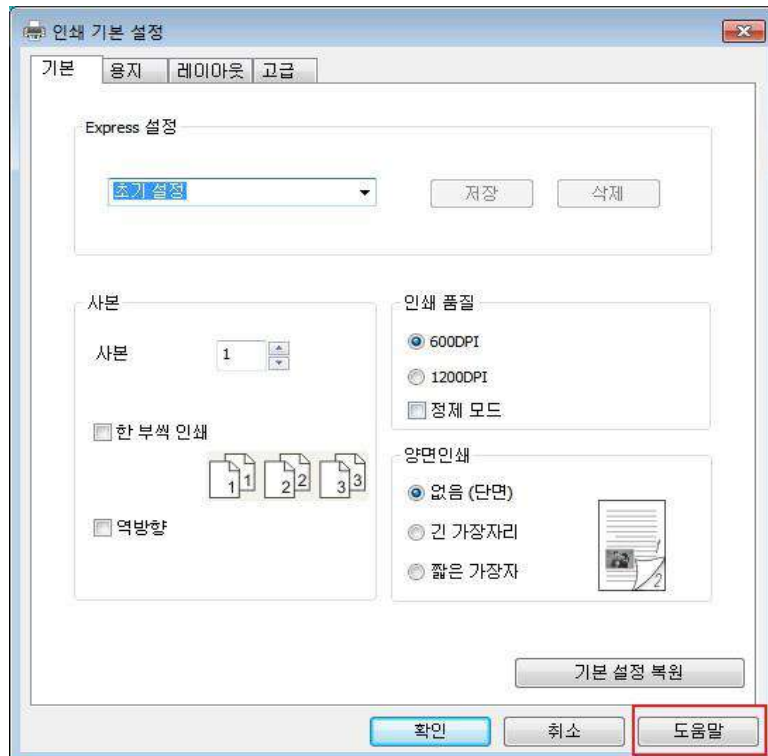 인쇄 기본 설정
기본 용지 레이아웃 고급
Express 설정
초기 설정 저장 삭제
사본
사본 1
한 부씩 인쇄
1 1 2 2 3 3
역방향
인쇄 품질
600DPI
1200DPI
정제 모드
양면인쇄
없음 (단면)
긴 가장자리
짧은 가장자
1
2
기본 설정 복원
확인 취소 도움말